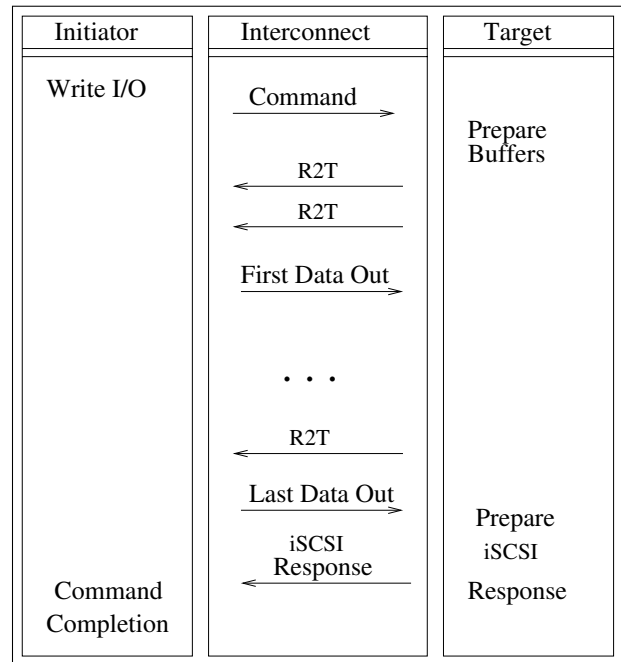 Initiator
Interconnect
Target
Write I/O
Command
Prepare
Buffers
R2T
R2T
First Data Out
. . .
R2T
Last Data Out
Prepare
iSCSI
iSCSI
Response
Command
Response
Completion